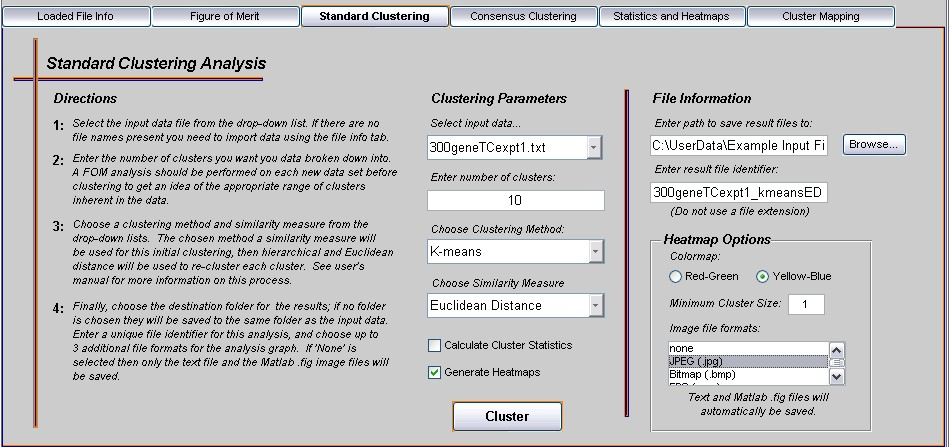 Loaded File Info
Figure of Merit
Standard Clustering
Consensus Clustering
Statistics and Heatmaps
Cluster Mapping
Standard Clustering Analysis
Directions
1: Select the input data file from the drop-down list. If there are no
file names present you need to import data using the file info tab.
2: Enter the number of clusters you want you data broken down into.
A FOM analysis should be performed on each new data set before
clustering to get an idea of the appropriate range of clusters
inherent in the data.
3: Choose a clustering method and similarity measure from the
drop-down lists. The chosen method a similarity measure will
be used for this initial clustering, then hierarchical and Euclidean
distance will be used to re-cluster each cluster. See user's
manual for more information on this process.
4: Finally, choose the destination folder for the results; if no folder
is chosen they will be saved to the same folder as the input data.
Enter a unique file identifier for this analysis, and choose up to
3 additional file formats for the analysis graph. If 'None' is
selected then only the text file and the Matlab .fig image files will
be saved.
Clustering Parameters
Select input data...
300geneTCexpt1.txt
Enter number of clusters:
10
Choose Clustering Method:
K-means
Choose Similarity Measure
Euclidean Distance
Calculate Cluster Statistics
Generate Heatmaps
Cluster
File Information
Enter path to save result files to:
C:\UserData\Example Input Fi
Browse...
Enter result file identifier:
300geneTCexpt1_kmeansED
(Do not use a file extension)
Heatmap Options
Colormap:
Red-Green
Yellow-Blue
Minimum Cluster Size: 1
Image file formats:
none
JPEG (.jpg)
Bitmap (.bmp)
Text and Matlab .fig files will
automatically be saved.